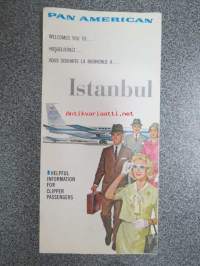 PAN AMERICAN
WELCOMES YOU TO...
VOUS SOUHAITE LA BIENVENUE A...
Istanbul
antikvariaatti.net
HELPFUL
INFORMATION
FOR
CLIPPER
PASSENGERS